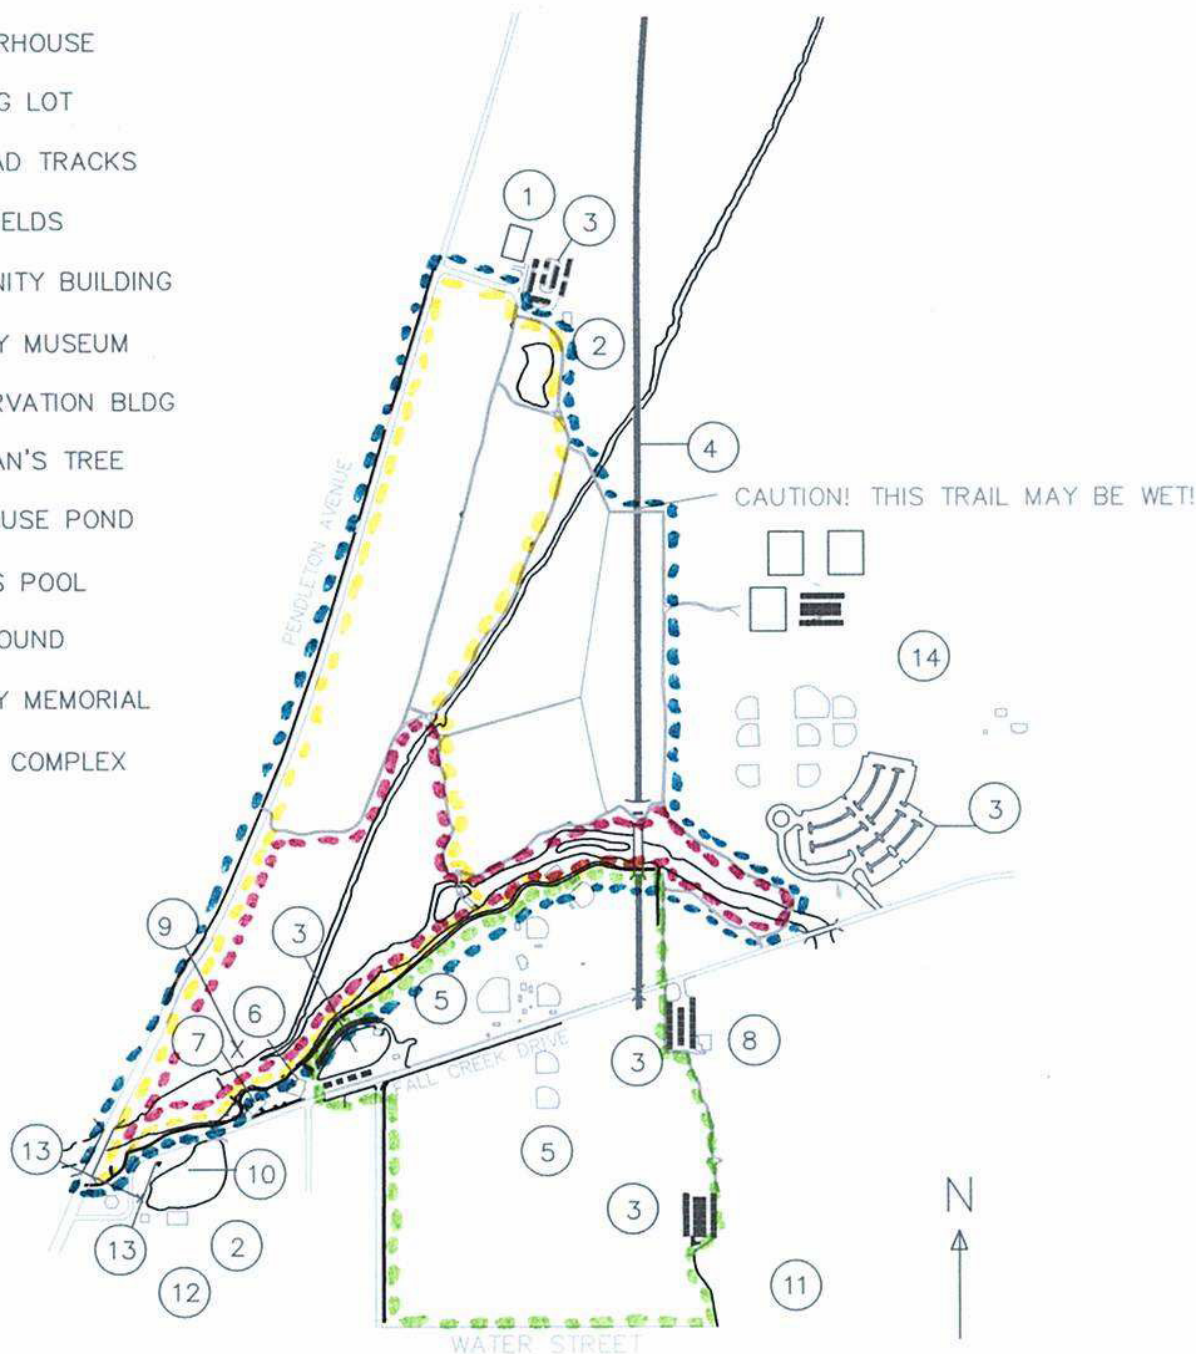 RHOUSE
G LOT
AD TRACKS
ELDS
NITY BUILDING
Y MUSEUM
RVATION BLDG
AN'S TREE
USE POND
S POOL
OUND
Y MEMORIAL
COMPLEX
1
3
2
4
CAUTION! THIS TRAIL MAY BE WET!
PENDLETON AVENUE
14
3
9
3
6
5
7
8
3
FALL CREEK DRIVE
13
10
5
3
N
13
2
12
11
WATER STREET